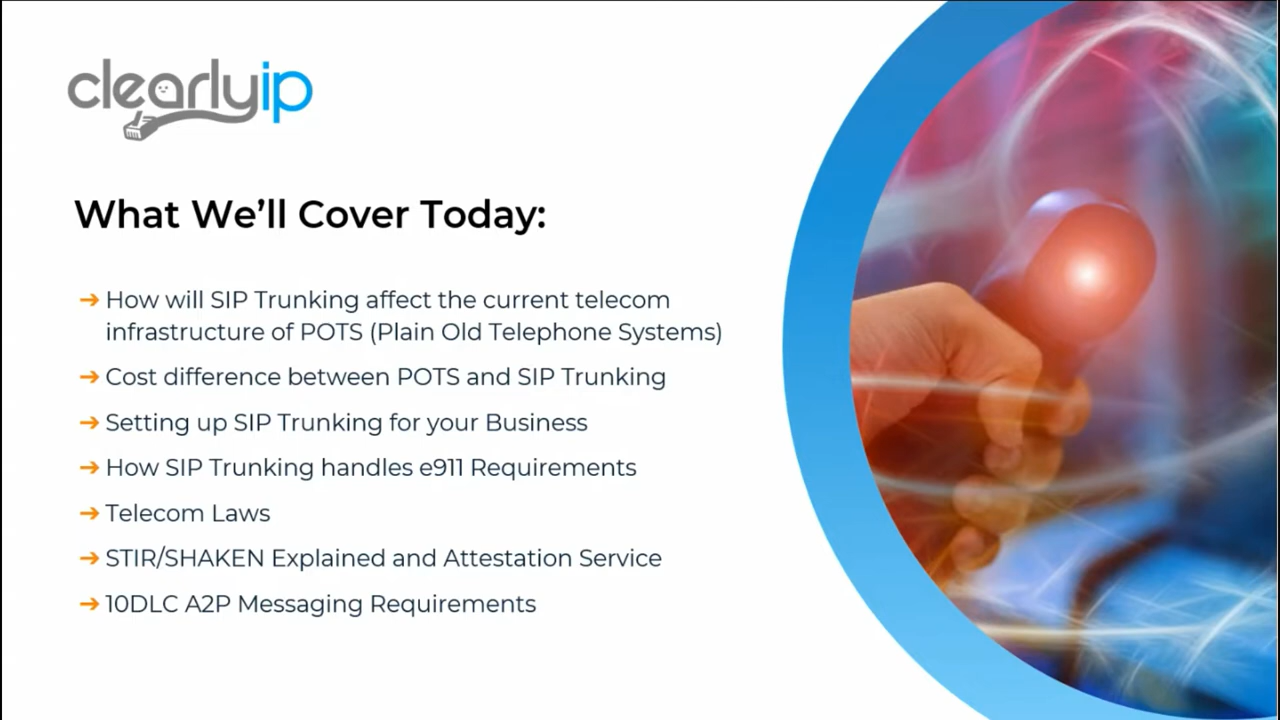 clearlyip
What We’ll Cover Today:
➔ How will SIP Trunking affect the current telecom
infrastructure of POTS (Plain Old Telephone Systems)
➔ Cost difference between POTS and SIP Trunking
➔ Setting up SIP Trunking for your Business
➔ How SIP Trunking handles e911 Requirements
➔ Telecom Laws
➔ STIR/SHAKEN Explained and Attestation Service
➔ 10DLC A2P Messaging Requirements